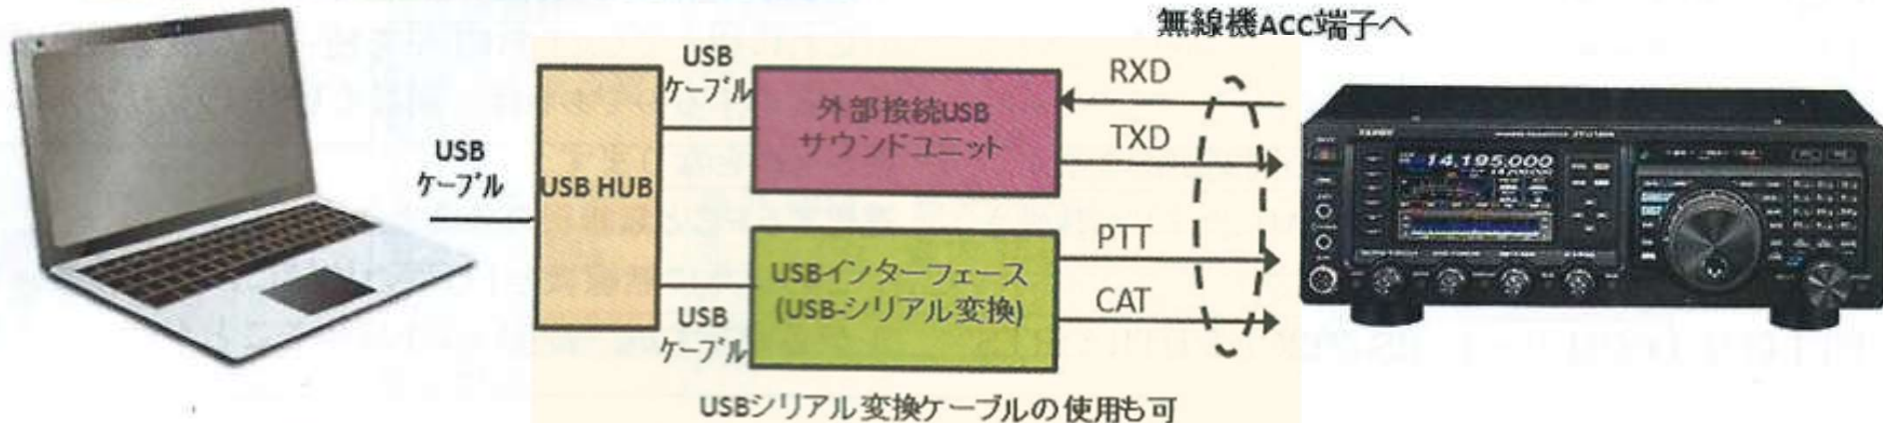 無線機ACC端子へ
USB
ケーブル
USB HUB
USB
ケーブル
外部接続USB
サウンドユニット
RXD
TXD
USB
ケーブル
USBインターフェース
(USB-シリアル変換)
PTT
CAT
USBシリアル変換ケーブルの使用も可
YAESU
14,195.000
14,200.000